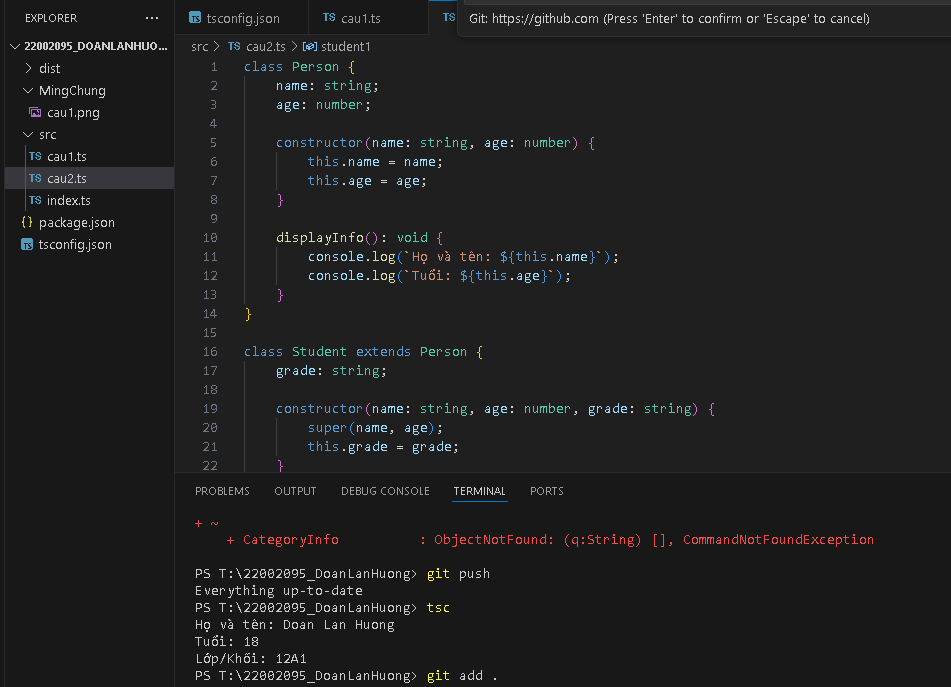 EXPLORER ...
22002095_DOANLANHUO...
dist
MingChung
cau1.png
src
TS cau1.ts
TS cau2.ts
TS index.ts
{} package.json
TS tsconfig.json
TS tsconfig.json
TS cau1.ts
TS
Git: https://github.com (Press 'Enter' to confirm or 'Escape' to cancel)
src > TS cau2.ts > student1
1 class Person {
2 name: string;
3 age: number;
4
5 constructor(name: string, age: number) {
6 this.name = name;
7 this.age = age;
8 }
9
10 displayInfo(): void {
11 console.log(`Họ và tên: ${this.name}`);
12 console.log(`Tuổi: ${this.age}`);
13 }
14 }
15
16 class Student extends Person {
17 grade: string;
18
19 constructor(name: string, age: number, grade: string) {
20 super(name, age);
21 this.grade = grade;
22 }
PROBLEMS OUTPUT DEBUG CONSOLE TERMINAL PORTS
+ ~
+ CategoryInfo : ObjectNotFound: (q:String) [], CommandNotFoundException
PS T:\22002095_DoanLanHuong> git push
Everything up-to-date
PS T:\22002095_DoanLanHuong> tsc
Họ và tên: Doan Lan Huong
Tuổi: 18
Lớp/Khối: 12A1
PS T:\22002095_DoanLanHuong> git add .